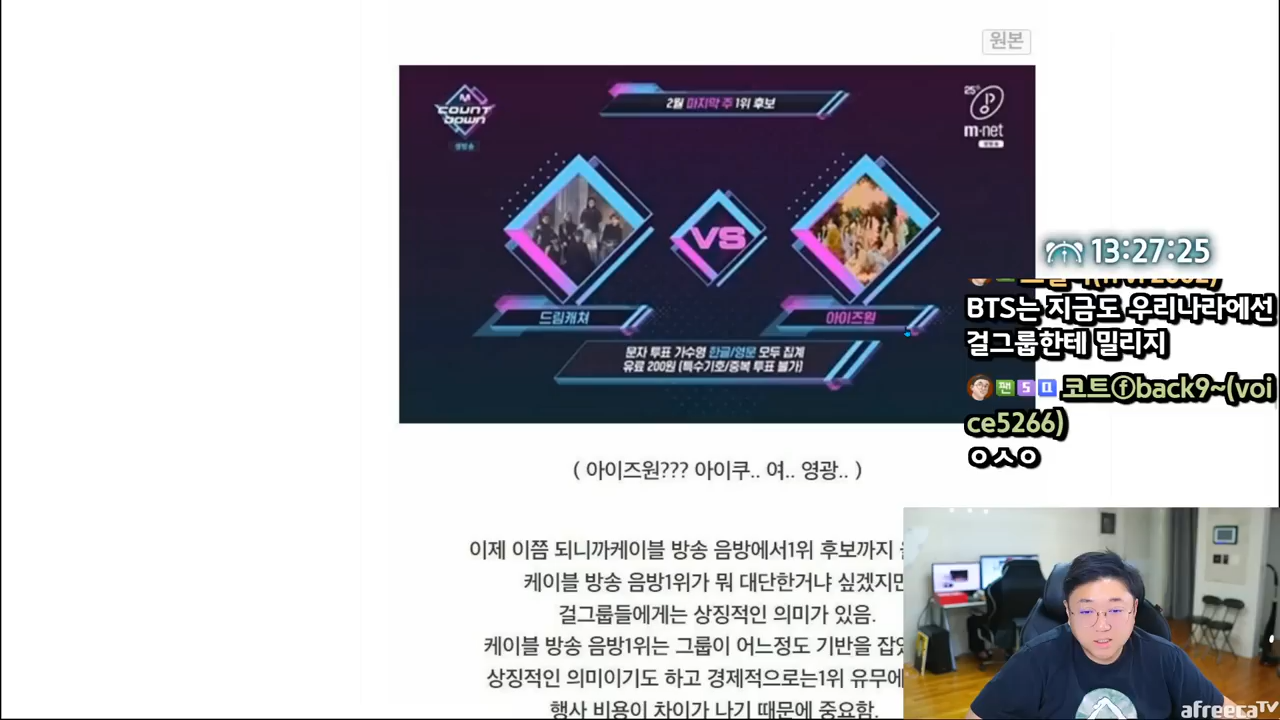 원본
M
COUNT
DOWN
생방송
2월 마지막 주 1위 후보
25
m·net
생방송
VS
드림캐쳐
아이즈원
문자 투표 가수명 한글/영문 모두 집계
유료 200원 (특수기호/중복 투표 불가)
( 아이즈원??? 아이쿠.. 여.. 영광.. )
이제 이쯤 되니까케이블 방송 음방에서1위 후보까지
케이블 방송 음방1위가 뭐 대단한거냐 싶겠지만
걸그룹들에게는 상징적인 의미가 있음.
케이블 방송 음방1위는 그룹이 어느정도 기반을
상징적인 의미이기도 하고 경제적으로는1위 유무에
행사 비용이 차이가 나기 때문에 중요함.
13:27:25
BTS는 지금도 우리나라에선
걸그룹한테 밀리지
팬 5 코트ⓕback9~(voi
ce5266)
ㅇㅅㅇ
afreecaTV